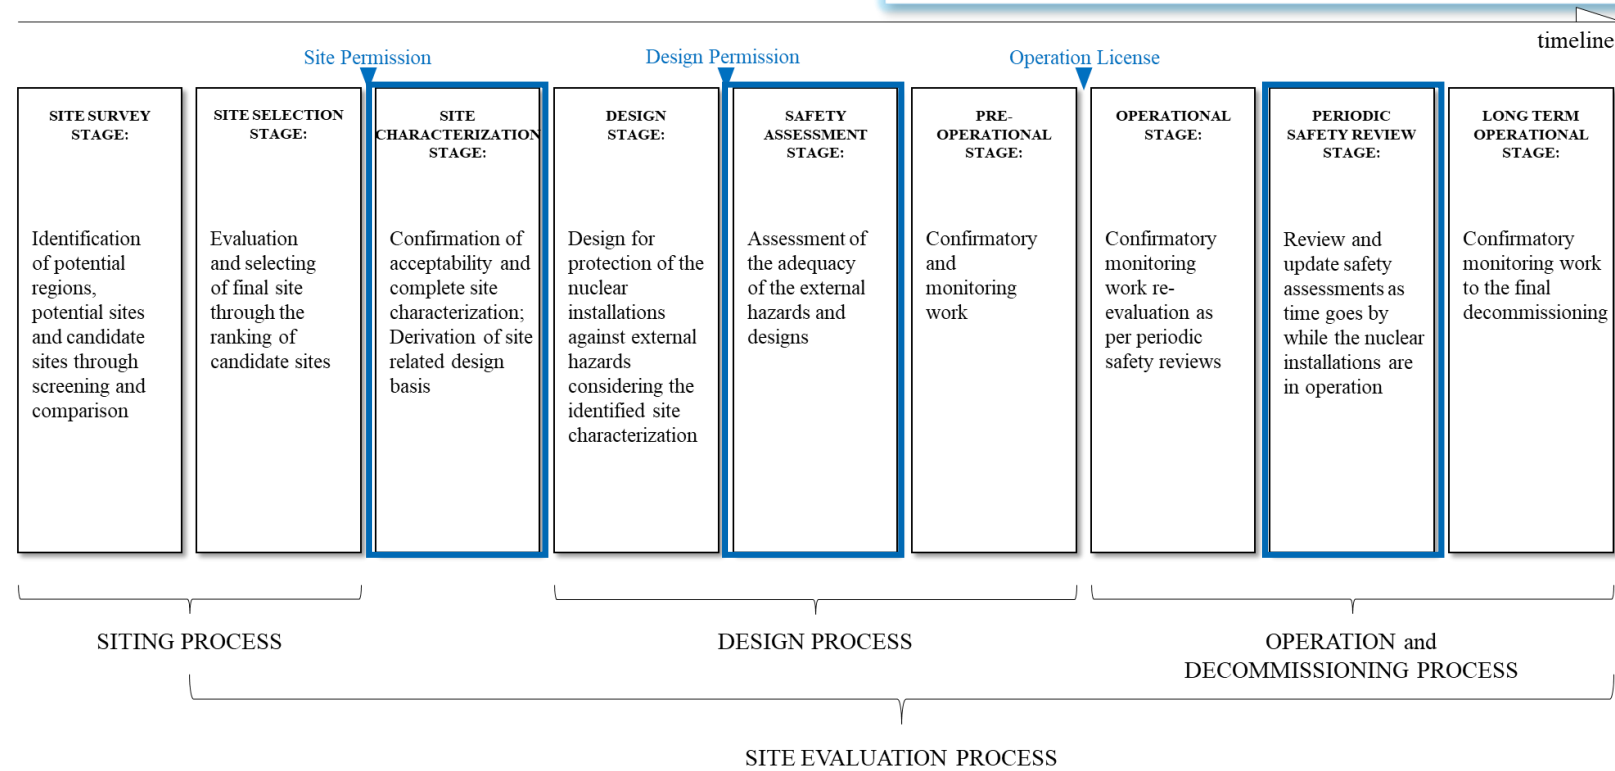 timeline
Site Permission
Design Permission
Operation License
SITE SURVEY
STAGE:
Identification
of potential
regions,
potential sites
and candidate
sites through
screening and
comparison
SITE SELECTION
STAGE:
Evaluation
and selecting
of final site
through the
ranking of
candidate sites
SITE
CHARACTERIZATION
STAGE:
Confirmation of
acceptability and
complete site
characterization;
Derivation of site
related design
basis
DESIGN
STAGE:
Design for
protection of the
nuclear
installations
against external
hazards
considering the
identified site
characterization
SAFETY
ASSESSMENT
STAGE:
Assessment of
the adequacy
of the external
hazards and
designs
PRE-
OPERATIONAL
STAGE:
Confirmatory
and
monitoring
work
OPERATIONAL
STAGE:
Confirmatory
monitoring
work re-
evaluation as
per periodic
safety reviews
PERIODIC
SAFETY REVIEW
STAGE:
Review and
update safety
assessments as
time goes by
while the nuclear
installations are
in operation
LONG TERM
OPERATIONAL
STAGE:
Confirmatory
monitoring work
to the final
decommissioning
SITING PROCESS
DESIGN PROCESS
OPERATION and
DECOMMISSIONING PROCESS
SITE EVALUATION PROCESS